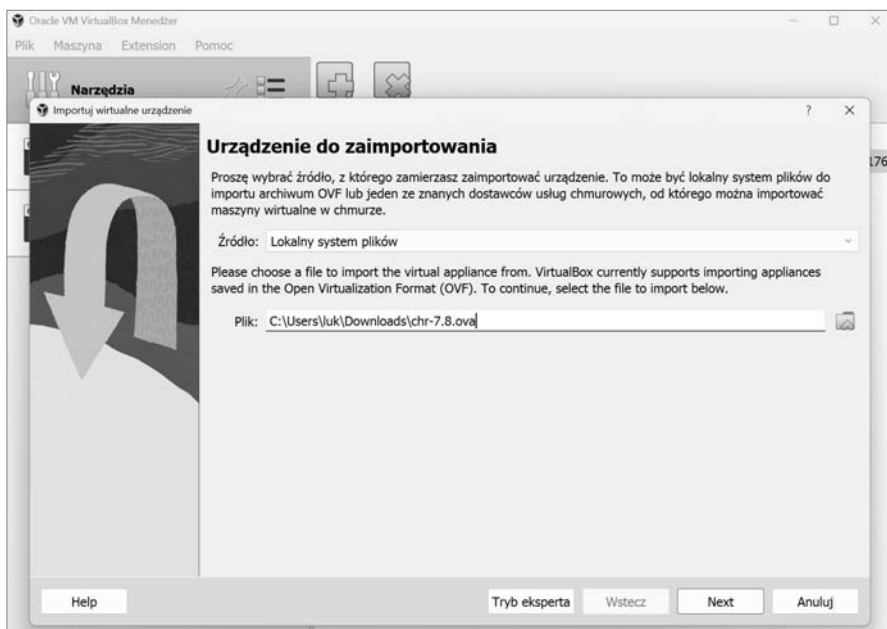 Oracle VM VirtualBox Menedżer
Plik Maszyna Extension Pomoc
Narzędzia
Importuj wirtualne urządzenie
?
176
Urządzenie do zaimportowania
Proszę wybrać źródło, z którego zamierzasz zaimportować urządzenie. To może być lokalny system plików do
importu archiwum OVF lub jeden ze znanych dostawców usług chmurowych, od którego można importować
maszyny wirtualne w chmurze.
Źródło: Lokalny system plików
Please choose a file to import the virtual appliance from. VirtualBox currently supports importing appliances
saved in the Open Virtualization Format (OVF). To continue, select the file to import below.
Plik: C:\Users\luk\Downloads\chr-7.8.ova
Help Tryb eksperta Wstecz Next Anuluj